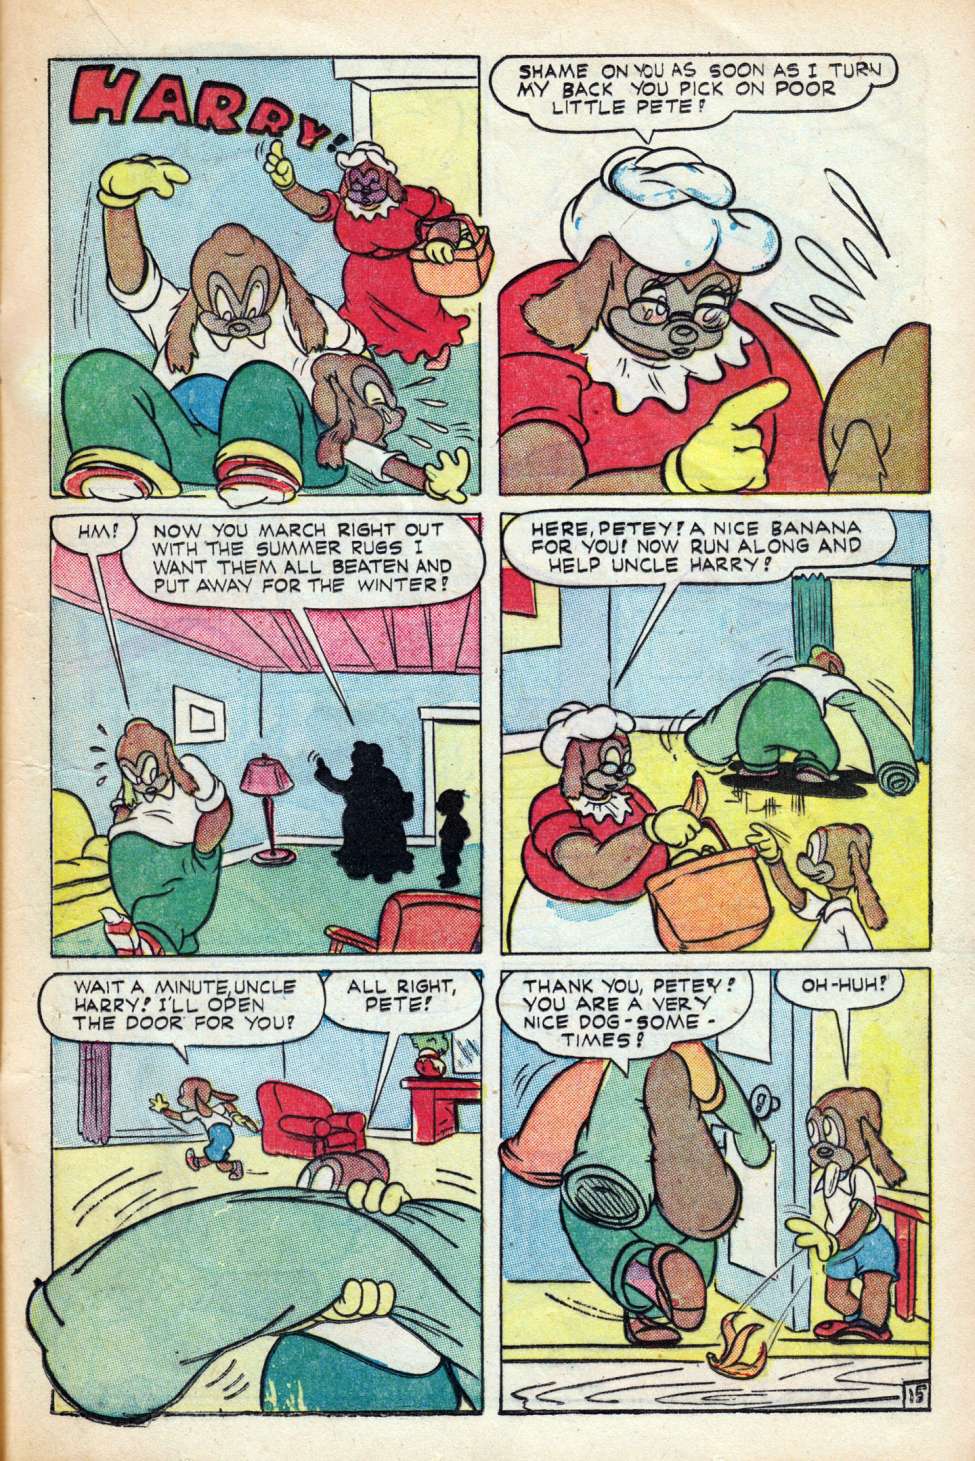 HARRY!
SHAME ON YOU AS SOON AS I TURN
MY BACK YOU PICK ON POOR
LITTLE PETE!
HM!
NOW YOU MARCH RIGHT OUT
WITH THE SUMMER RUGS I
WANT THEM ALL BEATEN AND
PUT AWAY FOR THE WINTER!
HERE, PETEY! A NICE BANANA
FOR YOU! NOW RUN ALONG AND
HELP UNCLE HARRY!
WAIT A MINUTE, UNCLE
HARRY! I'LL OPEN
THE DOOR FOR YOU!
ALL RIGHT,
PETE!
THANK YOU, PETEY!
YOU ARE A VERY
NICE DOG-SOME-
TIMES!
OH-HUH!
15